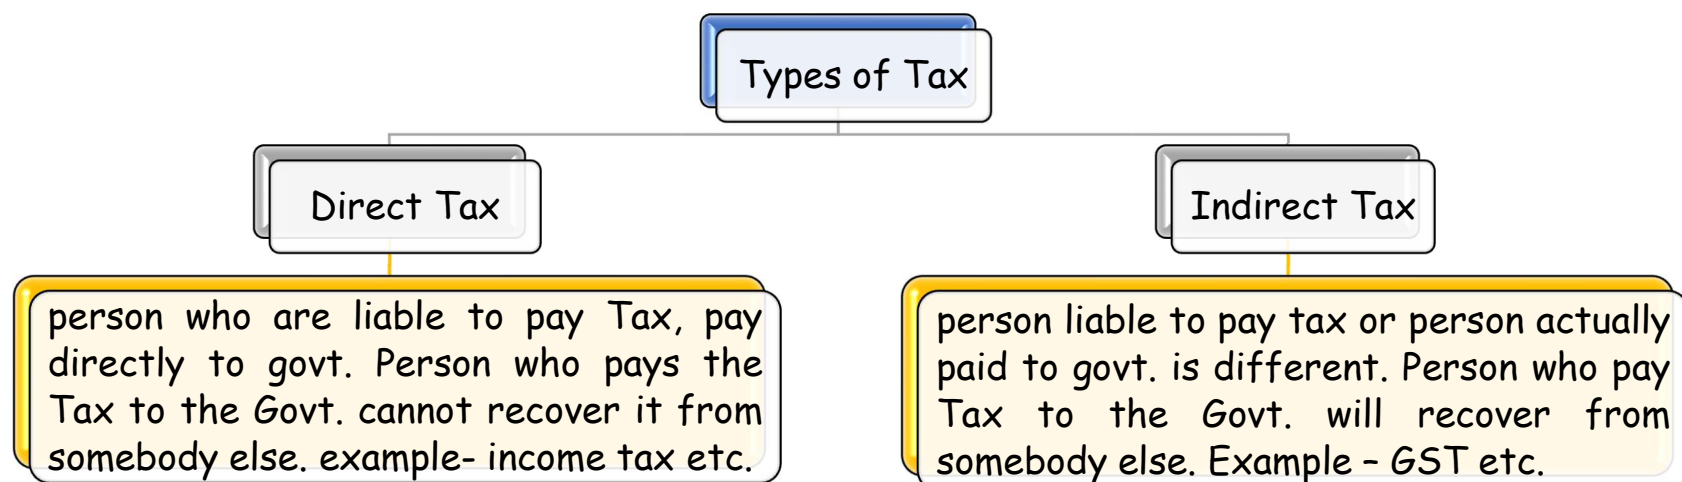 Types of Tax
Direct Tax
Indirect Tax
person who are liable to pay Tax, pay
directly to govt. Person who pays the
Tax to the Govt. cannot recover it from
somebody else. example- income tax etc.
person liable to pay tax or person actually
paid to govt. is different. Person who pay
Tax to the Govt. will recover from
somebody else. Example – GST etc.